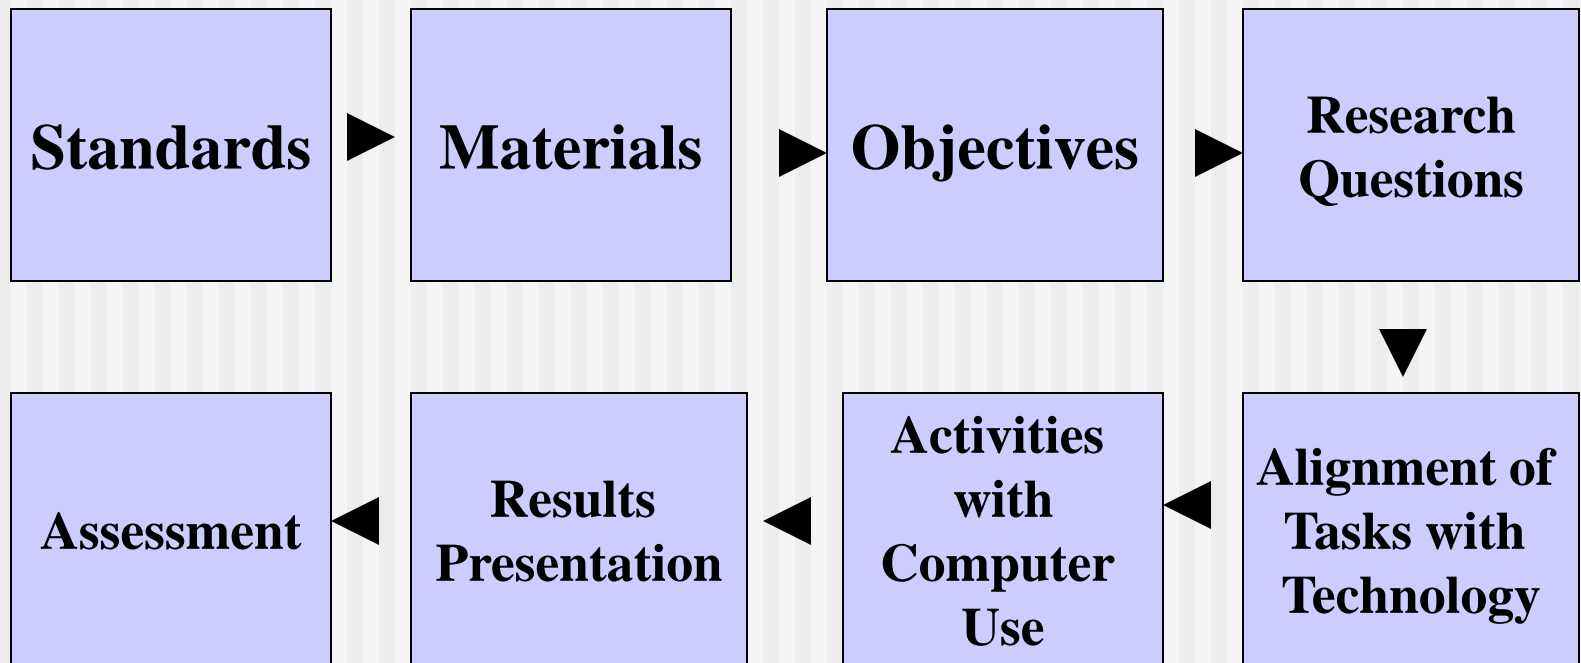 Standards
Materials
Objectives
Research
Questions
Alignment of
Tasks with
Technology
Activities
with
Computer
Use
Results
Presentation
Assessment